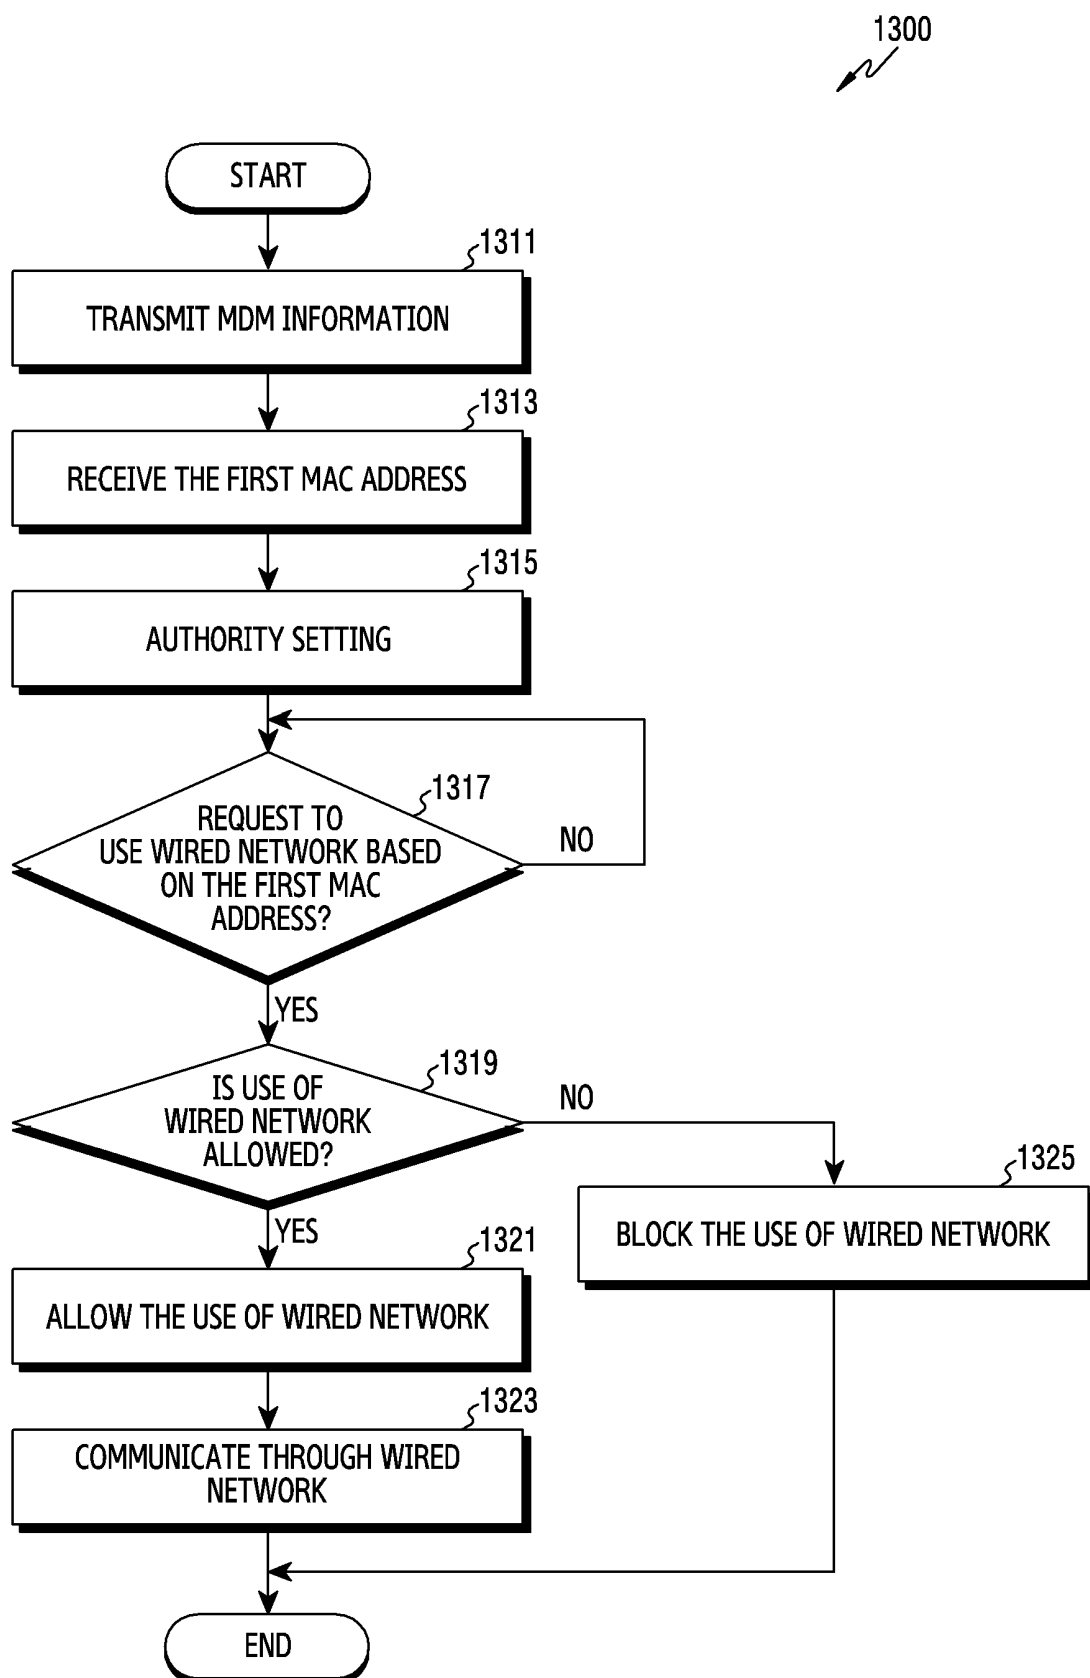 1300
START
1311
TRANSMIT MDM INFORMATION
1313
RECEIVE THE FIRST MAC ADDRESS
1315
AUTHORITY SETTING
1317
REQUEST TO
USE WIRED NETWORK BASED
ON THE FIRST MAC
ADDRESS?
NO
YES
1319
IS USE OF
WIRED NETWORK
ALLOWED?
NO
YES
1325
BLOCK THE USE OF WIRED NETWORK
1321
ALLOW THE USE OF WIRED NETWORK
1323
COMMUNICATE THROUGH WIRED
NETWORK
END